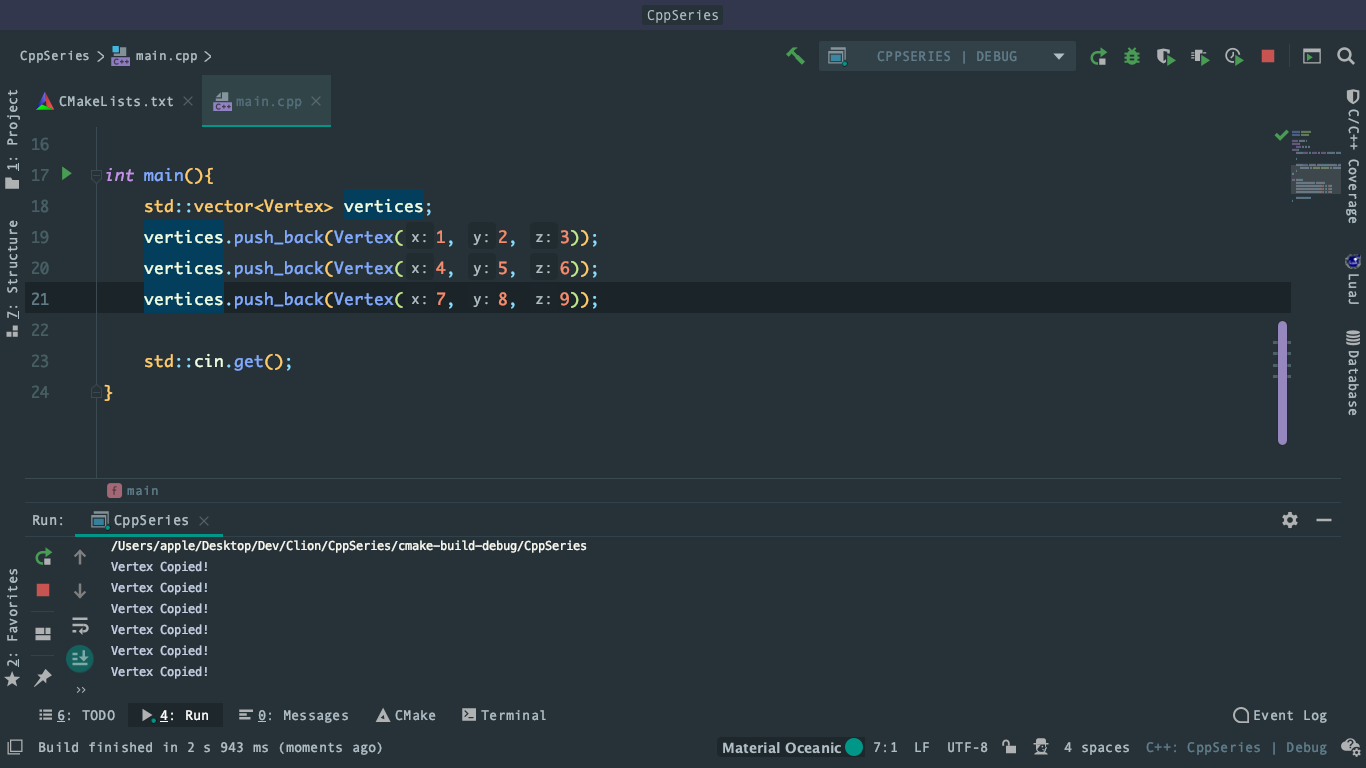 CppSeries
CppSeries > main.cpp >
CPPSERIES | DEBUG
CMakeLists.txt
main.cpp
1: Project
Z: Structure
2: Favorites
C/C++ Coverage
LuaJ
Database
16
17 int main(){
18 std::vector<Vertex> vertices;
19 vertices.push_back(Vertex( x: 1, y: 2, z: 3));
20 vertices.push_back(Vertex( x: 4, y: 5, z: 6));
21 vertices.push_back(Vertex( x: 7, y: 8, z: 9));
22
23 std::cin.get();
24 }
f main
Run: CppSeries
/Users/apple/Desktop/Dev/Clion/CppSeries/cmake-build-debug/CppSeries
Vertex Copied!
Vertex Copied!
Vertex Copied!
Vertex Copied!
Vertex Copied!
Vertex Copied!
6: TODO 4: Run 0: Messages CMake Terminal Event Log
Build finished in 2 s 943 ms (moments ago) Material Oceanic 7:1 LF UTF-8 4 spaces C++: CppSeries | Debug